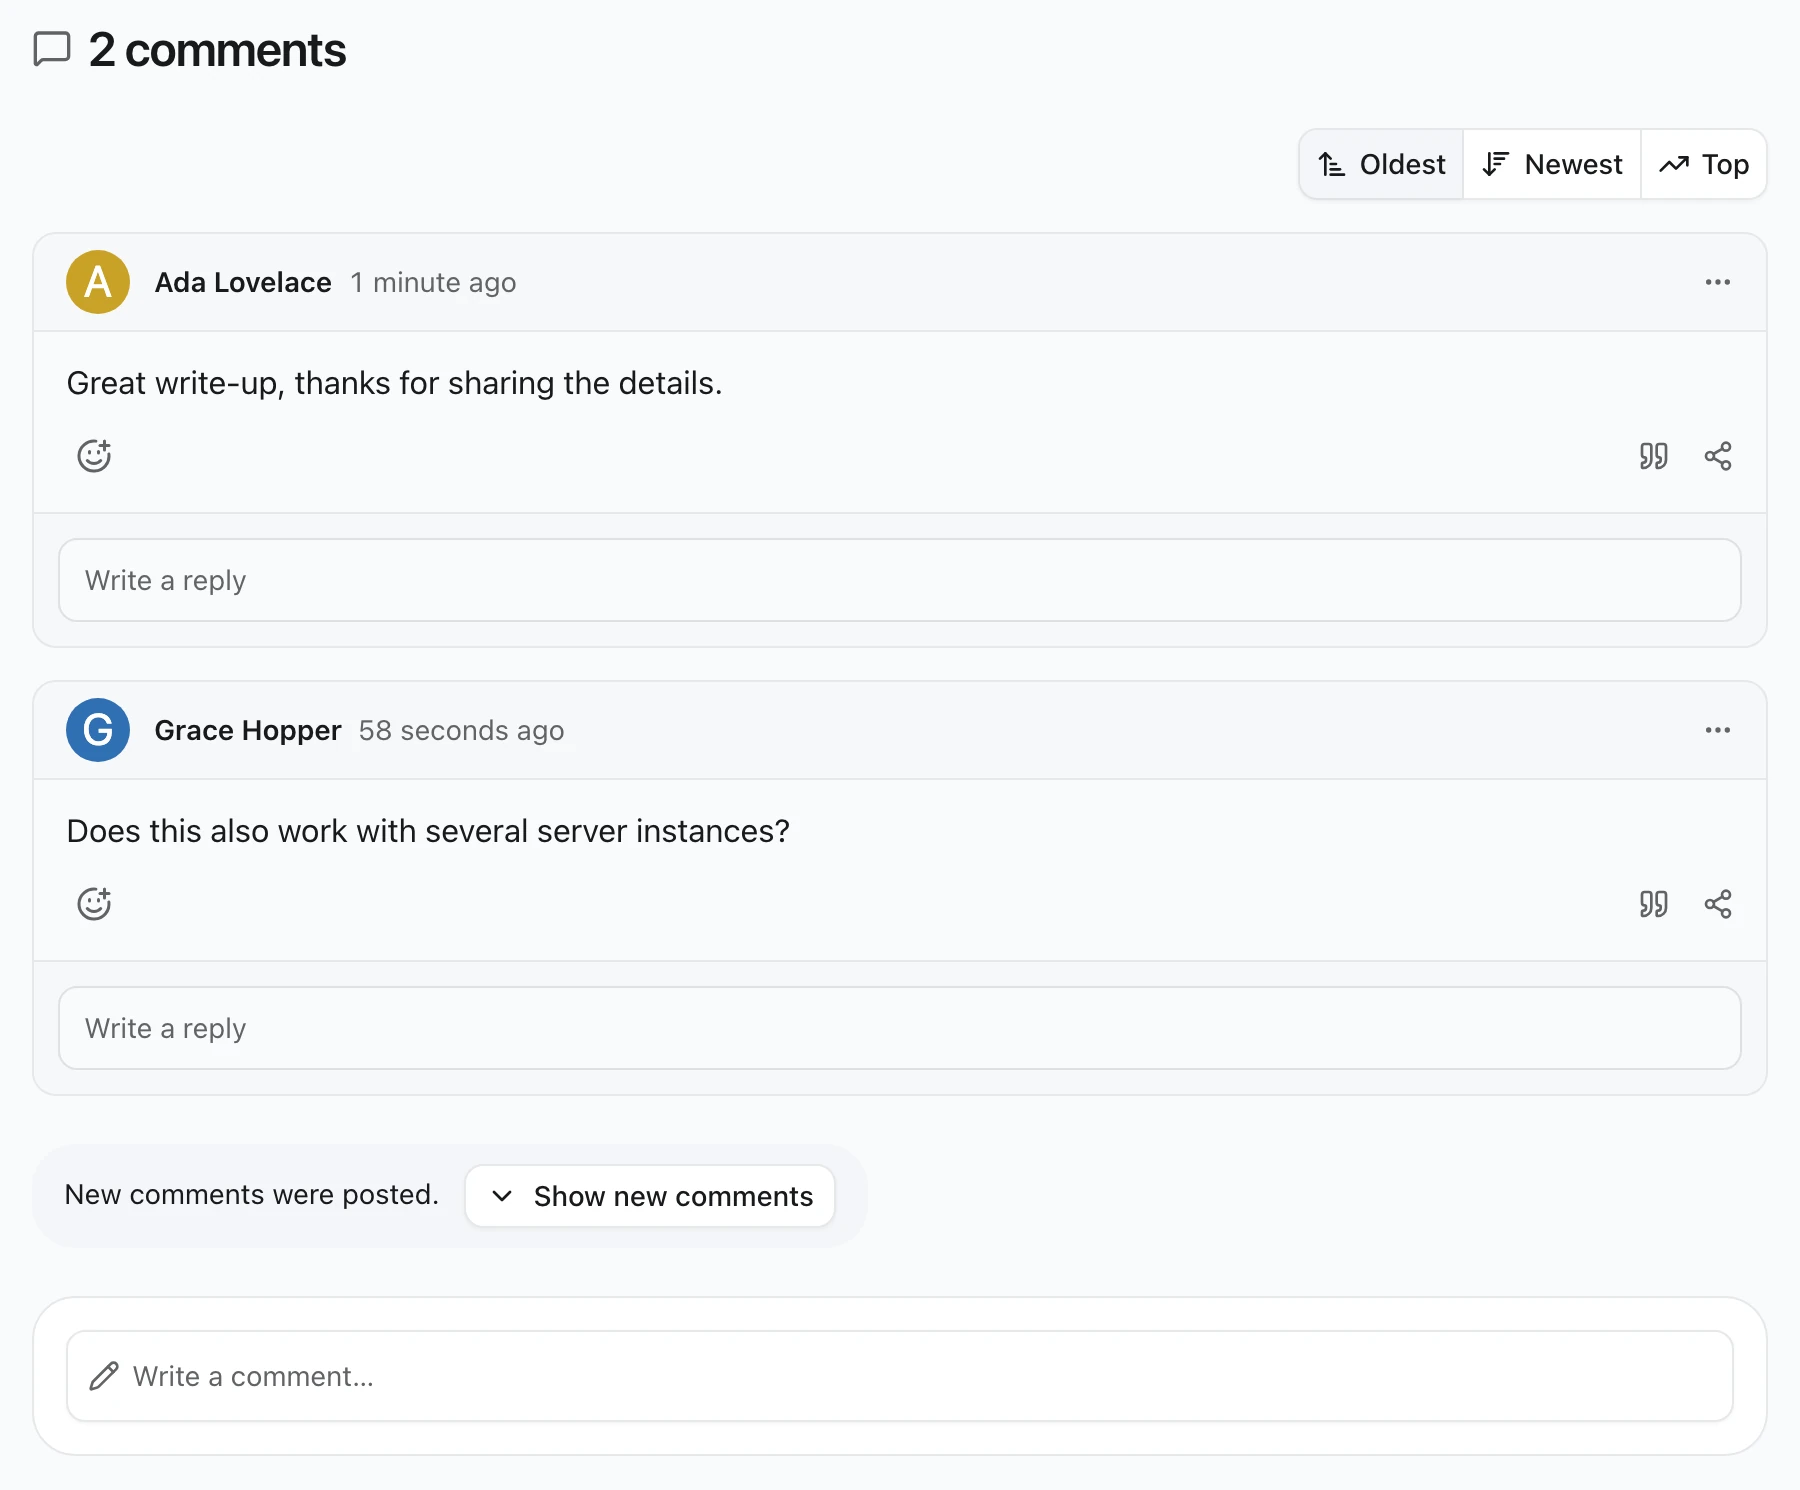 2 comments
Oldest
Newest
Top
A
Ada Lovelace 1 minute ago
Great write-up, thanks for sharing the details.
Write a reply
G
Grace Hopper 58 seconds ago
Does this also work with several server instances?
Write a reply
New comments were posted.
Show new comments
Write a comment...